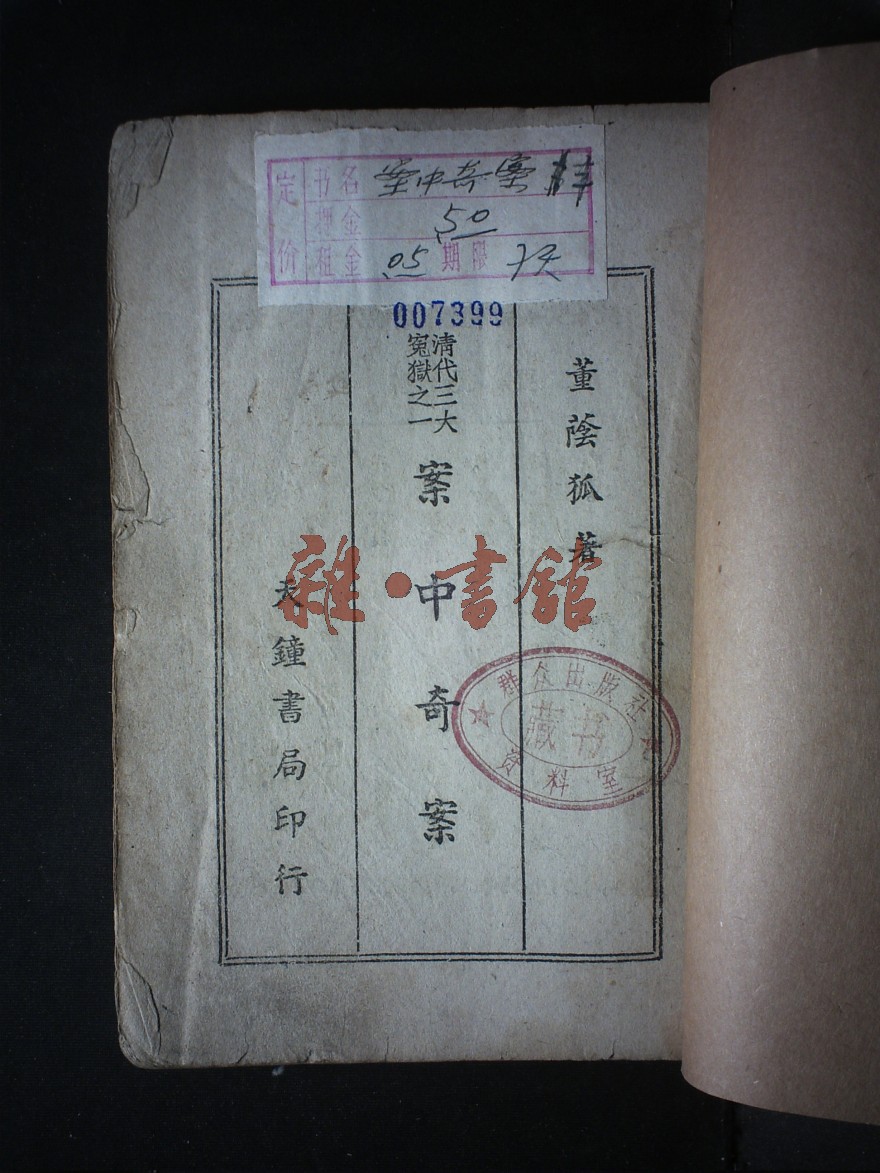 定价
书名 案中奇案
押金 50
租金 .05 期限 7天
007399
董蔭狐著
清代三大
冤獄之一
案中奇案
天鐘書局印行
雜·書館
群众出版社
藏书
资料室